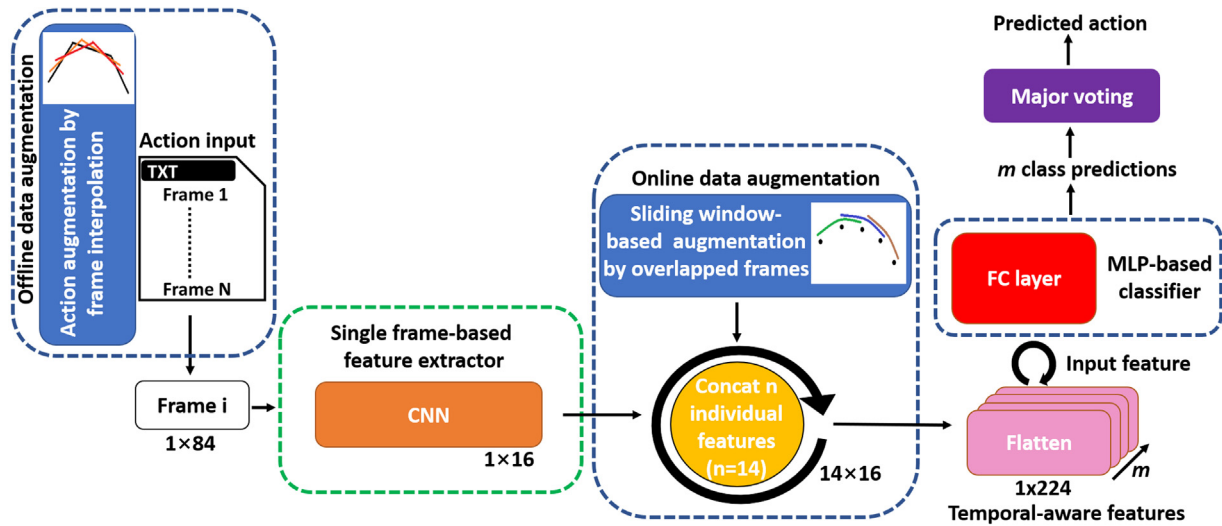 Offline data augmentation
Action augmentation by
frame interpolation
Action input
TXT
Frame 1
Frame N
Frame i
1×84
Single frame-based
feature extractor
CNN
1×16
Online data augmentation
Sliding window-
based augmentation
by overlapped frames
Concat n
individual
features
(n=14)
14×16
Predicted action
Major voting
m class predictions
FC layer
MLP-based
classifier
Input feature
Flatten
m
1x224
Temporal-aware features